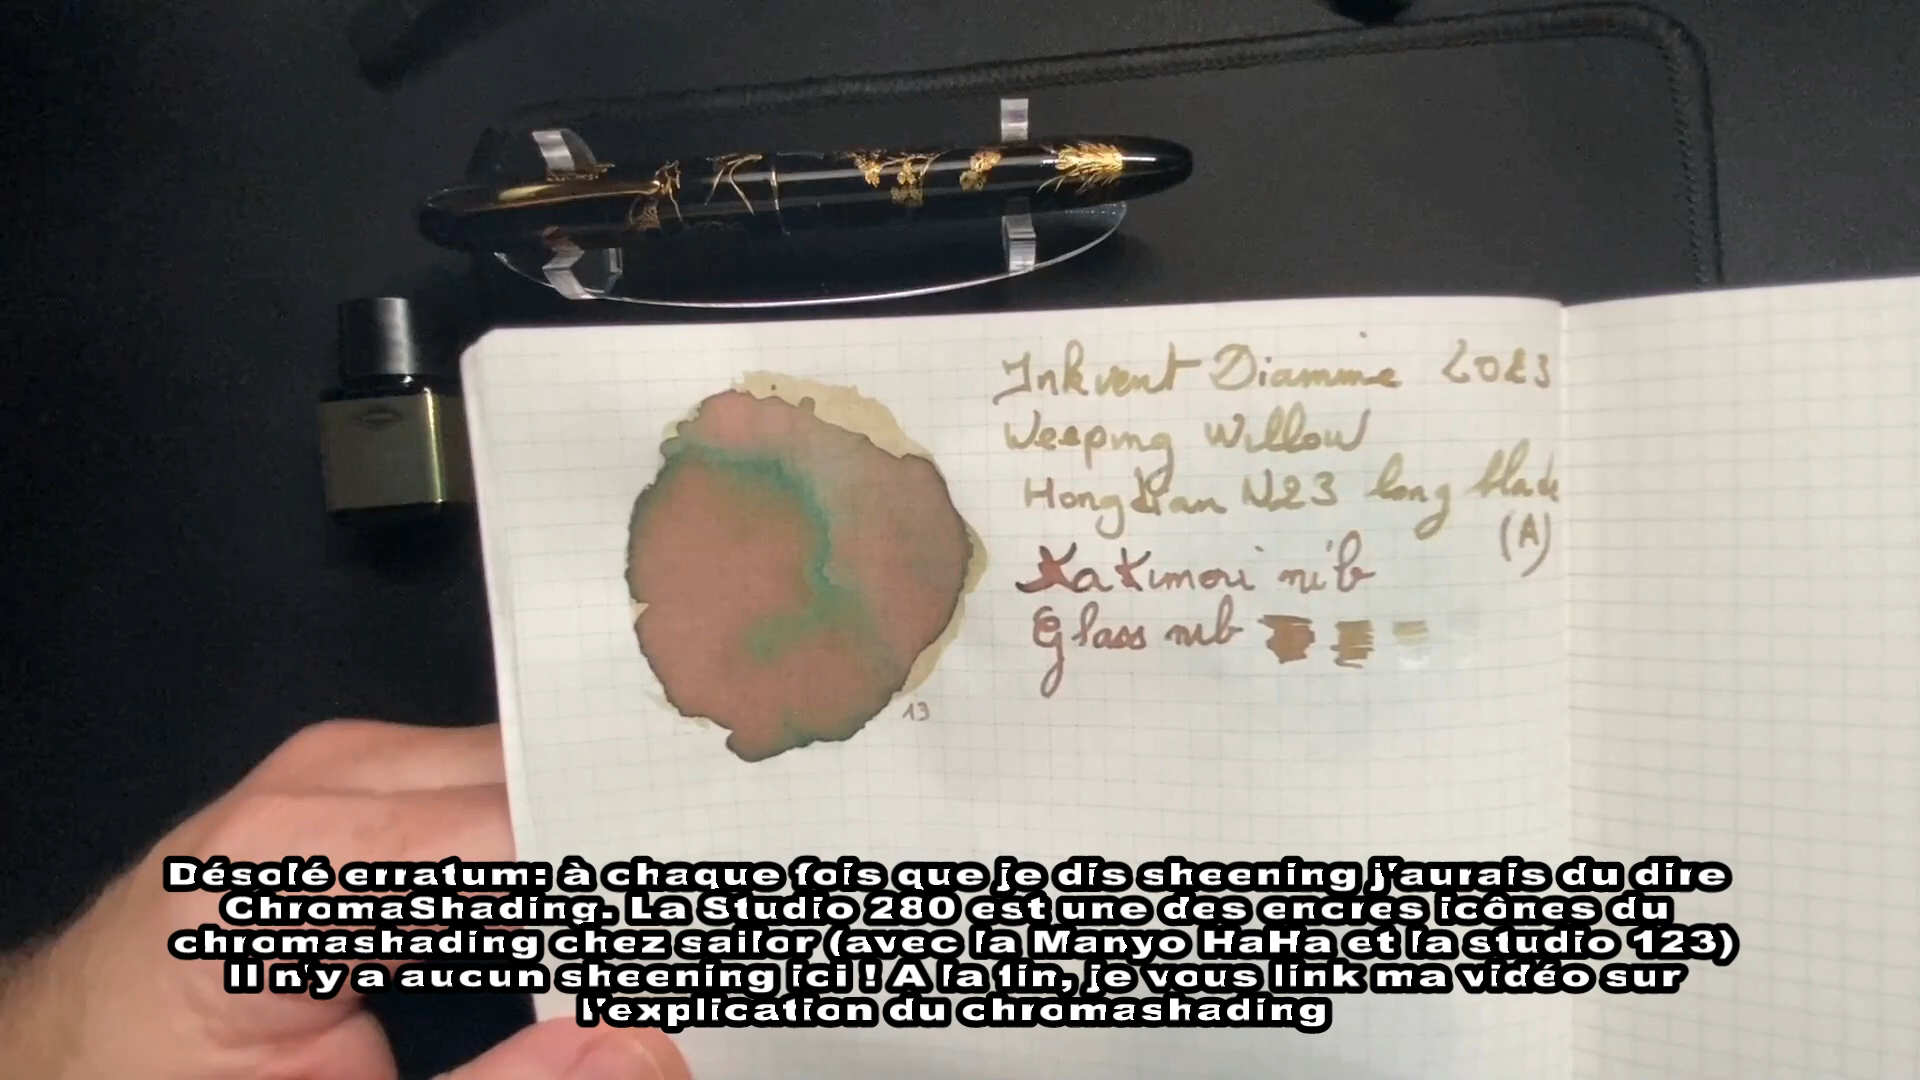 Inkvent Diamine 2023
Weeping Willow
HongDian N23 long blade
(A)
Kakimori nib
Glass nib
13
Désolé erratum: à chaque fois que je dis sheening j'aurais du dire
ChromaShading. La Studio 280 est une des encres icônes du
chromashading chez sailor (avec la Manyo HaHa et la studio 123)
Il n'y a aucun sheening ici ! A la fin, je vous link ma vidéo sur
l'explication du chromashading